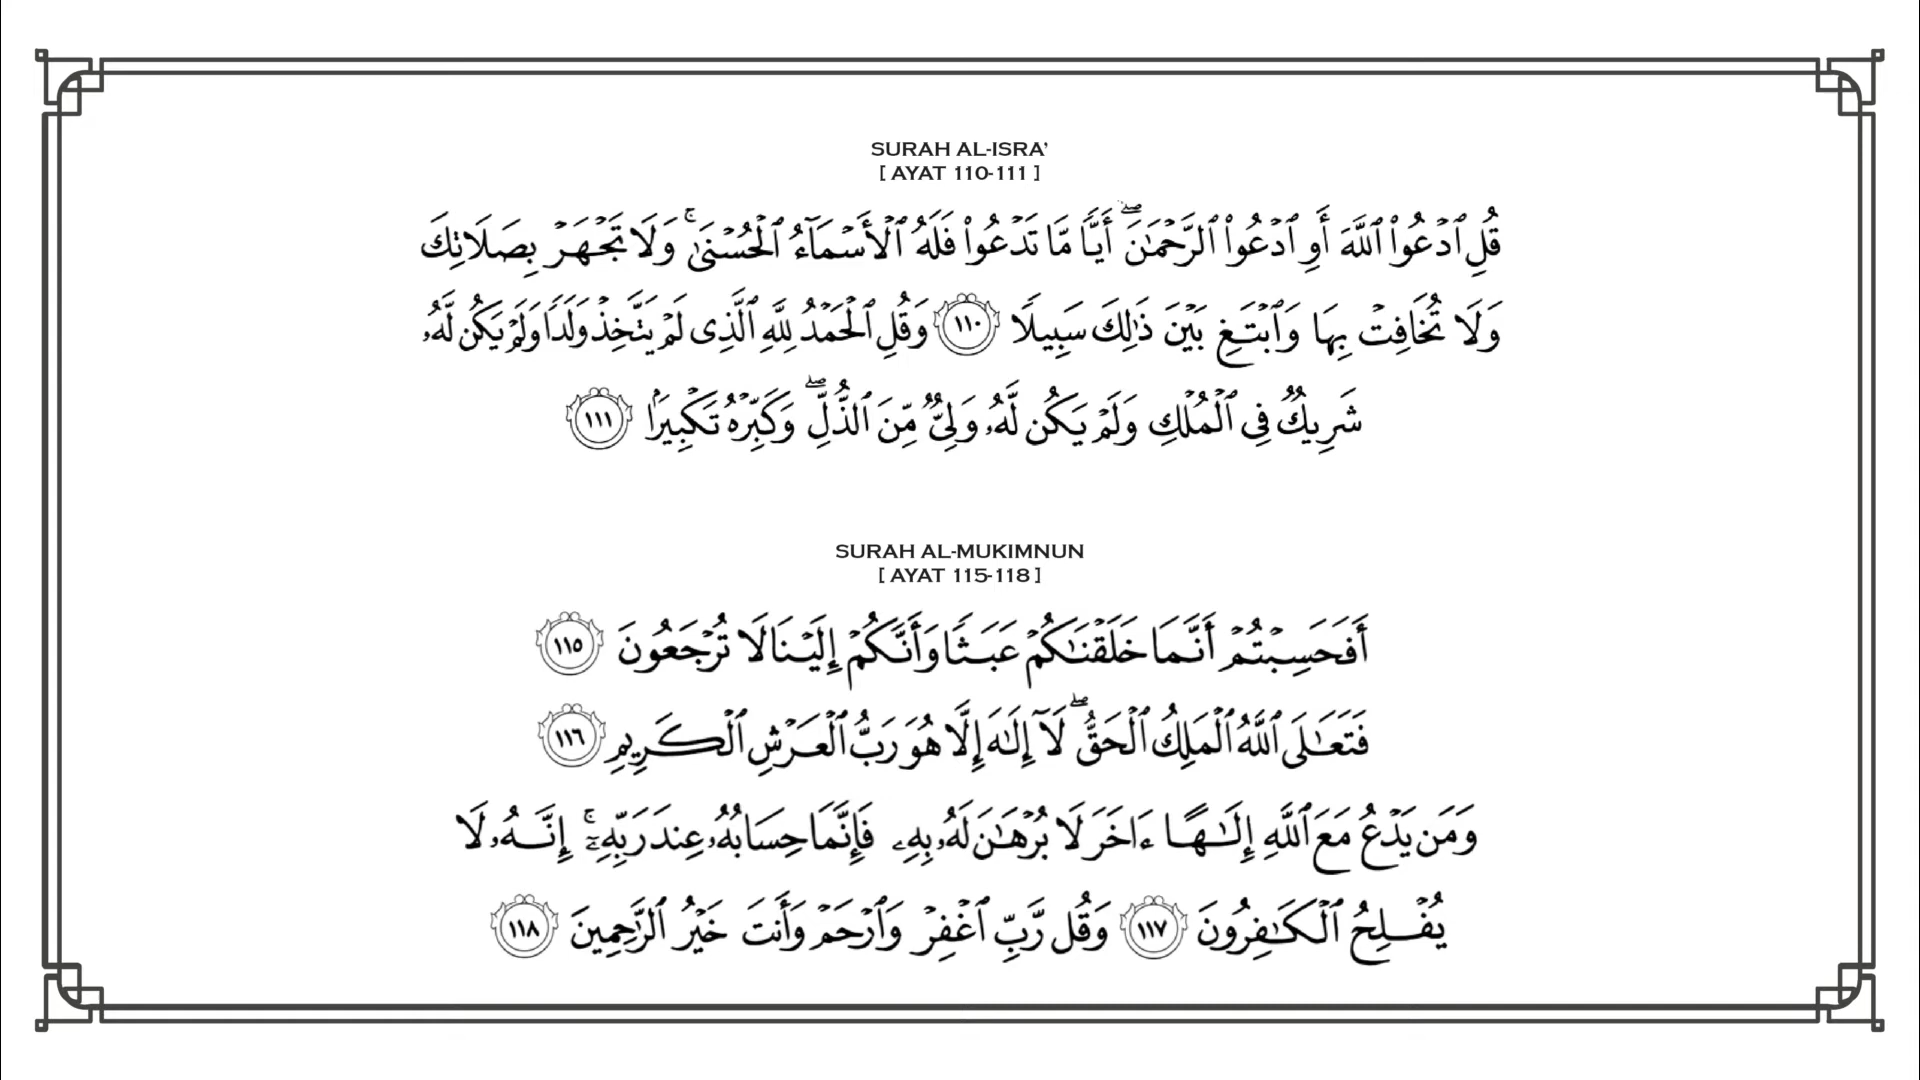 SURAH AL-ISRA'
[ AYAT 110-111 ]
قُلِ ٱدْعُوا۟ ٱللَّهَ أَوِ ٱدْعُوا۟ ٱلرَّحْمَٰنَ ۖ أَيًّا مَّا تَدْعُوا۟ فَلَهُ ٱلْأَسْمَآءُ ٱلْحُسْنَىٰ ۚ وَلَا تَجْهَرْ بِصَلَاتِكَ
وَلَا تُخَافِتْ بِهَا وَٱبْتَغِ بَيْنَ ذَٰلِكَ سَبِيلًا ١١٠ وَقُلِ ٱلْحَمْدُ لِلَّهِ ٱلَّذِى لَمْ يَتَّخِذْ وَلَدًا وَلَمْ يَكُن لَّهُۥ
شَرِيكٌ فِى ٱلْمُلْكِ وَلَمْ يَكُن لَّهُۥ وَلِىٌّ مِّنَ ٱلذُّلِّ ۖ وَكَبِّرْهُ تَكْبِيرًۢا ١١١
SURAH AL-MUKIMNUN
[ AYAT 115-118 ]
أَفَحَسِبْتُمْ أَنَّمَا خَلَقْنَٰكُمْ عَبَثًا وَأَنَّكُمْ إِلَيْنَا لَا تُرْجَعُونَ ١١٥
فَتَعَٰلَى ٱللَّهُ ٱلْمَلِكُ ٱلْحَقُّ ۖ لَآ إِلَٰهَ إِلَّا هُوَ رَبُّ ٱلْعَرْشِ ٱلْكَرِيمِ ١١٦
وَمَن يَدْعُ مَعَ ٱللَّهِ إِلَٰهًا ءَاخَرَ لَا بُرْهَٰنَ لَهُۥ بِهِۦ فَإِنَّمَا حِسَابُهُۥ عِندَ رَبِّهِۦٓ ۚ إِنَّهُۥ لَا
يُفْلِحُ ٱلْكَٰفِرُونَ ١١٧ وَقُل رَّبِّ ٱغْفِرْ وَٱرْحَمْ وَأَنتَ خَيْرُ ٱلرَّٰحِمِينَ ١١٨